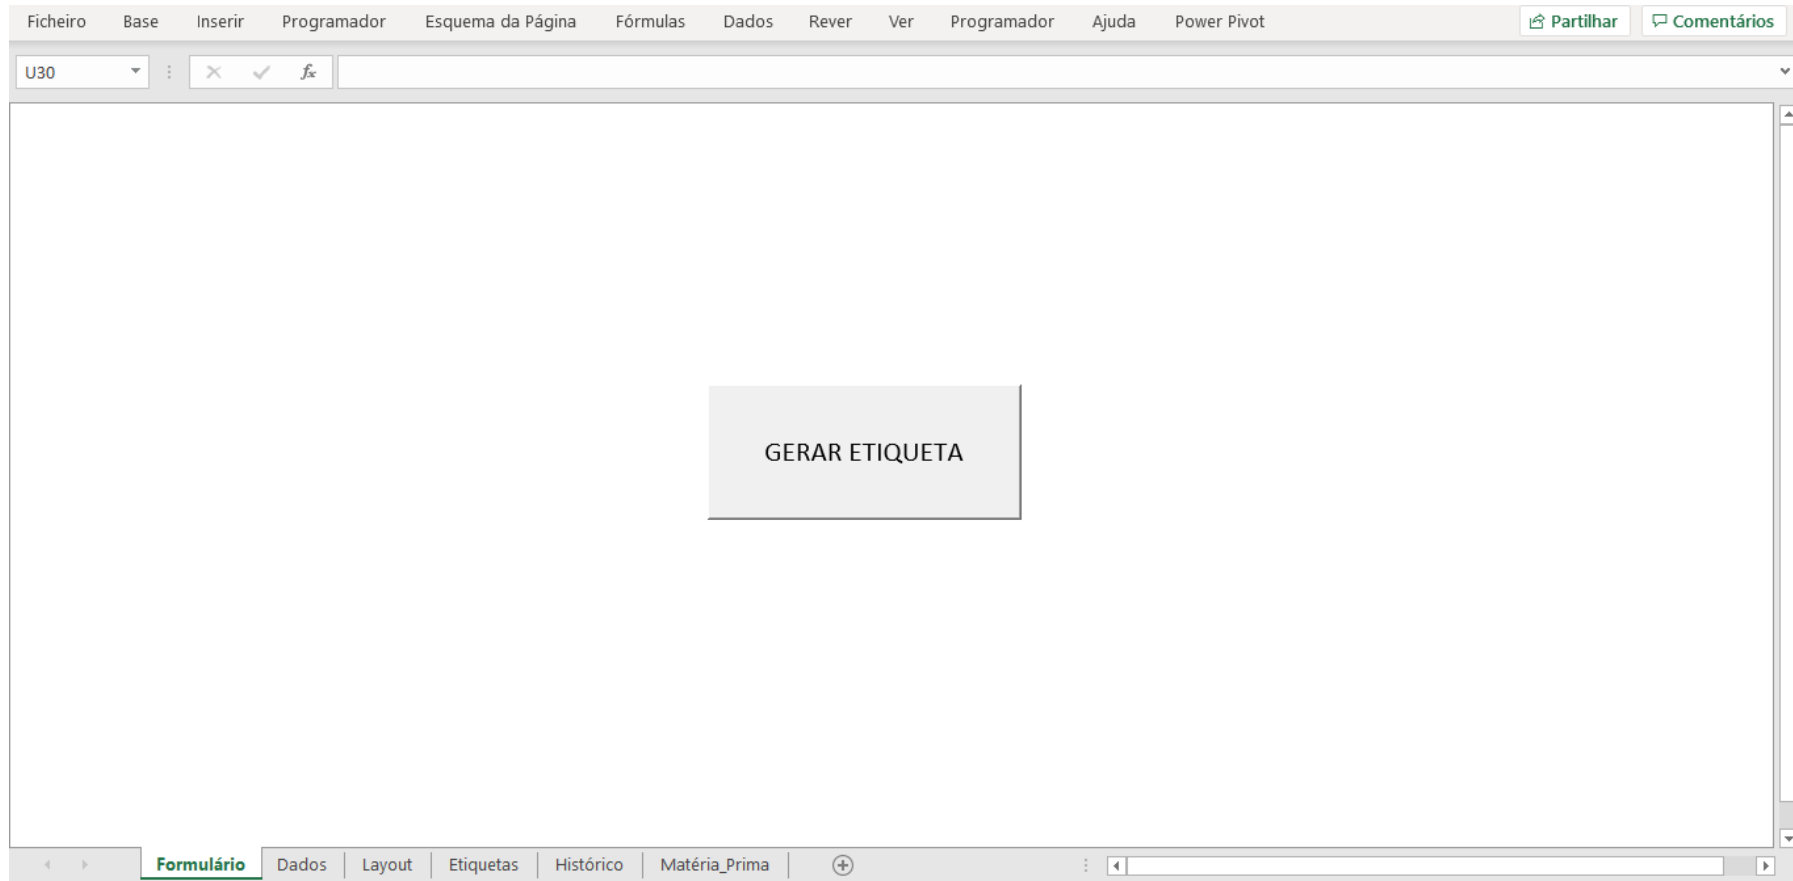 Ficheiro Base Inserir Programador Esquema da Página Fórmulas Dados Rever Ver Programador Ajuda Power Pivot Partilhar Comentários
U30 fx
GERAR ETIQUETA
Formulário Dados Layout Etiquetas Histórico Matéria_Prima